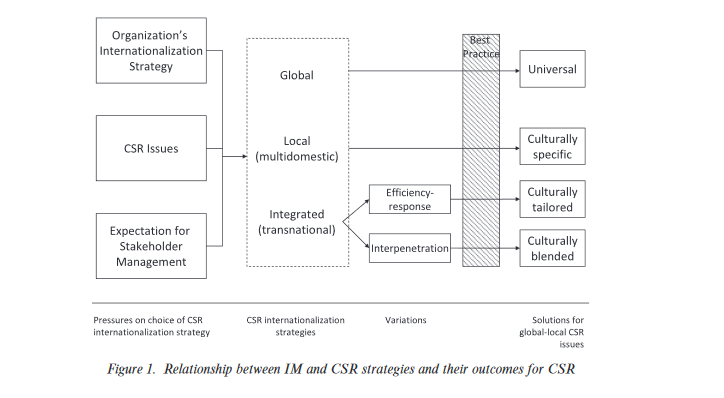 Organization's
Internationalization
Strategy
CSR Issues
Expectation for
Stakeholder
Management
Global
Local
(multidomestic)
Integrated
(transnational)
Efficiency-
response
Interpenetration
Best
Practice
Universal
Culturally
specific
Culturally
tailored
Culturally
blended
Pressures on choice of CSR
internationalization strategy
CSR internationalization
strategies
Variations
Solutions for
global-local CSR
issues
Figure 1. Relationship between IM and CSR strategies and their outcomes for CSR